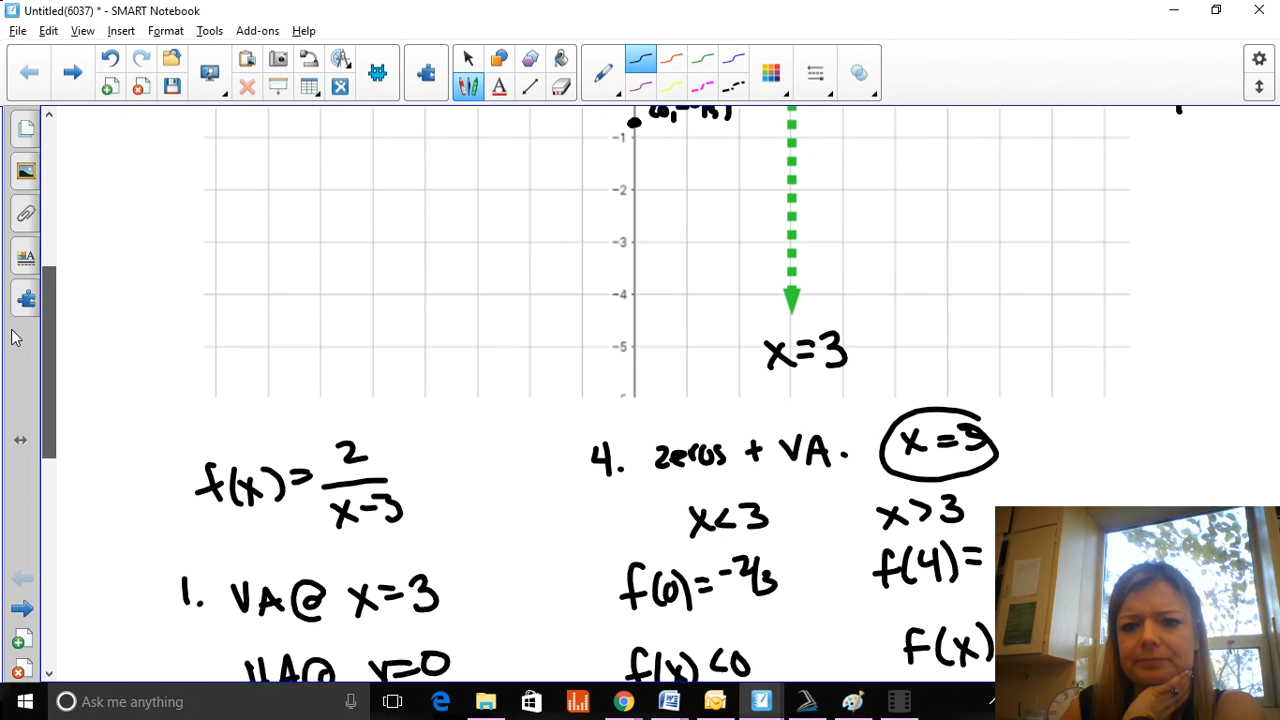 Untitled(6037) * - SMART Notebook
File Edit View Insert Format Tools Add-ons Help
-1
-2
-3
-4
-5
x=3
f(x)= 2/(x-3)
4. zeros + VA. x=3
x<3 x>3
f(0)= -2/3 f(4)=
1. VA@ x=3
f(x) <0 f(x)
HA@ y=0
Ask me anything